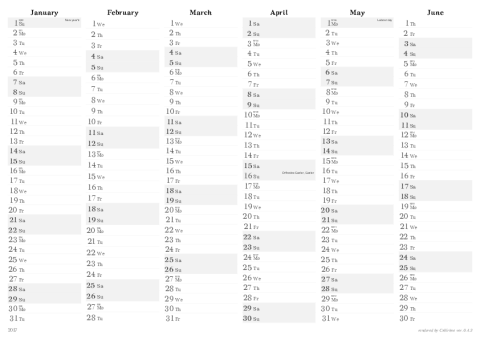 January
1 Su
2 Mo
3 Tu
4 We
5 Th
6 Fr
7 Sa
8 Su
9 Mo
10 Tu
11 We
12 Th
13 Fr
14 Sa
15 Su
16 Mo
17 Tu
18 We
19 Th
20 Fr
21 Sa
22 Su
23 Mo
24 Tu
25 We
26 Th
27 Fr
28 Sa
29 Su
30 Mo
31 Tu
February
1 We
2 Th
3 Fr
4 Sa
5 Su
6 Mo
7 Tu
8 We
9 Th
10 Fr
11 Sa
12 Su
13 Mo
14 Tu
15 We
16 Th
17 Fr
18 Sa
19 Su
20 Mo
21 Tu
22 We
23 Th
24 Fr
25 Sa
26 Su
27 Mo
28 Tu
March
1 We
2 Th
3 Fr
4 Sa
5 Su
6 Mo
7 Tu
8 We
9 Th
10 Fr
11 Sa
12 Su
13 Mo
14 Tu
15 We
16 Th
17 Fr
18 Sa
19 Su
20 Mo
21 Tu
22 We
23 Th
24 Fr
25 Sa
26 Su
27 Mo
28 Tu
29 We
30 Th
31 Fr
April
1 Sa
2 Su
3 Mo
4 Tu
5 We
6 Th
7 Fr
8 Sa
9 Su
10 Mo
11 Tu
12 We
13 Th
14 Fr
15 Sa
16 Su
17 Mo
18 Tu
19 We
20 Th
21 Fr
22 Sa
23 Su
24 Mo
25 Tu
26 We
27 Th
28 Fr
29 Sa
30 Su
May
1 Mo
2 Tu
3 We
4 Th
5 Fr
6 Sa
7 Su
8 Mo
9 Tu
10 We
11 Th
12 Fr
13 Sa
14 Su
15 Mo
16 Tu
17 We
18 Th
19 Fr
20 Sa
21 Su
22 Mo
23 Tu
24 We
25 Th
26 Fr
27 Sa
28 Su
29 Mo
30 Tu
31 We
June
1 Th
2 Fr
3 Sa
4 Su
5 Mo
6 Tu
7 We
8 Th
9 Fr
10 Sa
11 Su
12 Mo
13 Tu
14 We
15 Th
16 Fr
17 Sa
18 Su
19 Mo
20 Tu
21 We
22 Th
23 Fr
24 Sa
25 Su
26 Mo
27 Tu
28 We
29 Th
30 Fr